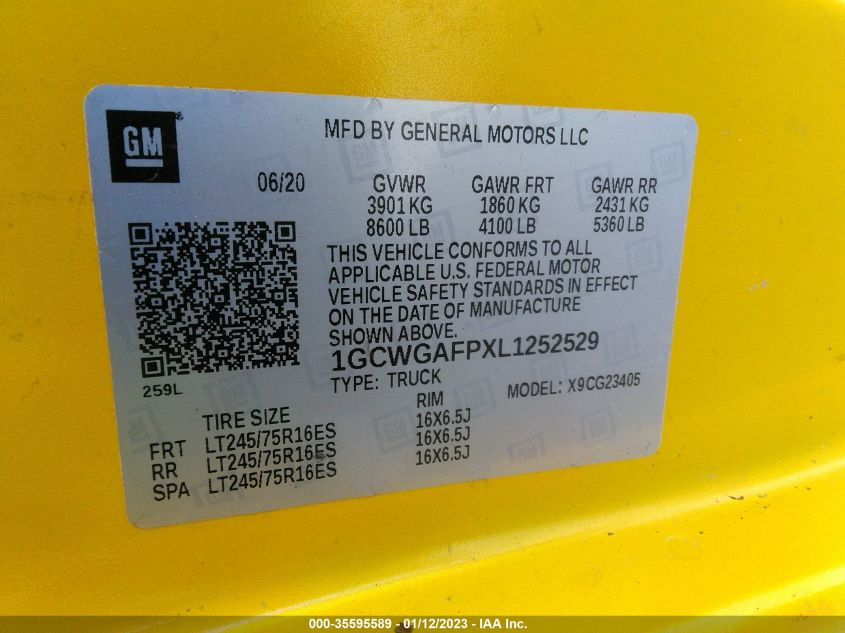 GM
MFD BY GENERAL MOTORS LLC
06/20 GVWR GAWR FRT GAWR RR
3901 KG 1860 KG 2431 KG
8600 LB 4100 LB 5360 LB
THIS VEHICLE CONFORMS TO ALL
APPLICABLE U.S. FEDERAL MOTOR
VEHICLE SAFETY STANDARDS IN EFFECT
ON THE DATE OF MANUFACTURE
SHOWN ABOVE.
1GCWGAFPXL1252529
259L TYPE: TRUCK MODEL: X9CG23405
TIRE SIZE RIM
FRT LT245/75R16ES 16X6.5J
RR LT245/75R16ES 16X6.5J
SPA LT245/75R16ES 16X6.5J
000-35595589 - 01/12/2023 - IAA Inc.